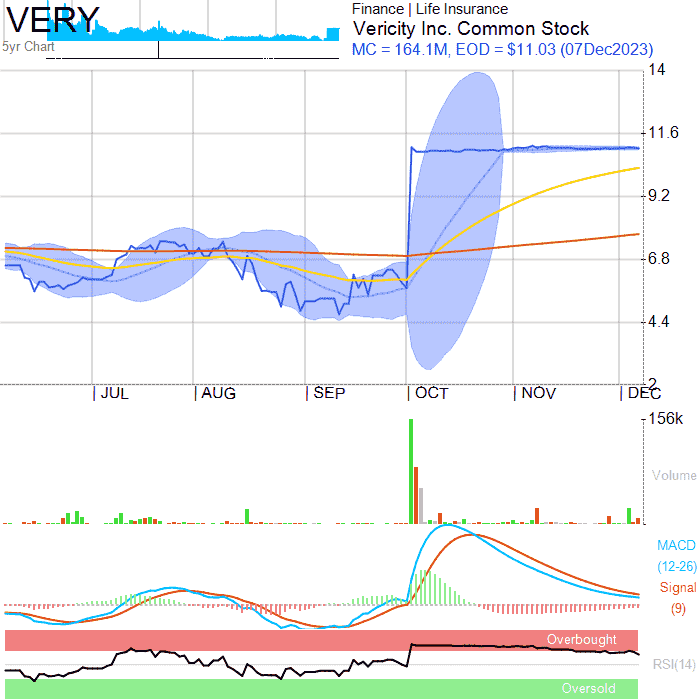 VERY
5yr Chart
Finance | Life Insurance
Vericity Inc. Common Stock
MC = 164.1M, EOD = $11.03 (07Dec2023)
14
11.6
9.2
6.8
4.4
2
JUL AUG SEP OCT NOV DEC
156k
Volume
MACD
(12-26)
Signal
(9)
Overbought
RSI(14)
Oversold